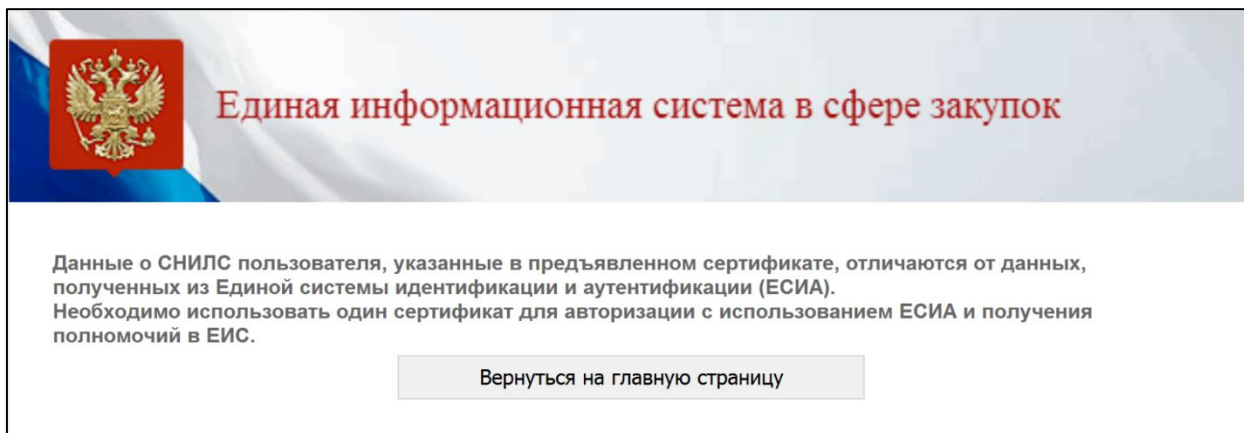 Единая информационная система в сфере закупок
Данные о СНИЛС пользователя, указанные в предъявленном сертификате, отличаются от данных,
полученных из Единой системы идентификации и аутентификации (ЕСИА).
Необходимо использовать один сертификат для авторизации с использованием ЕСИА и получения
полномочий в ЕИС.
Вернуться на главную страницу